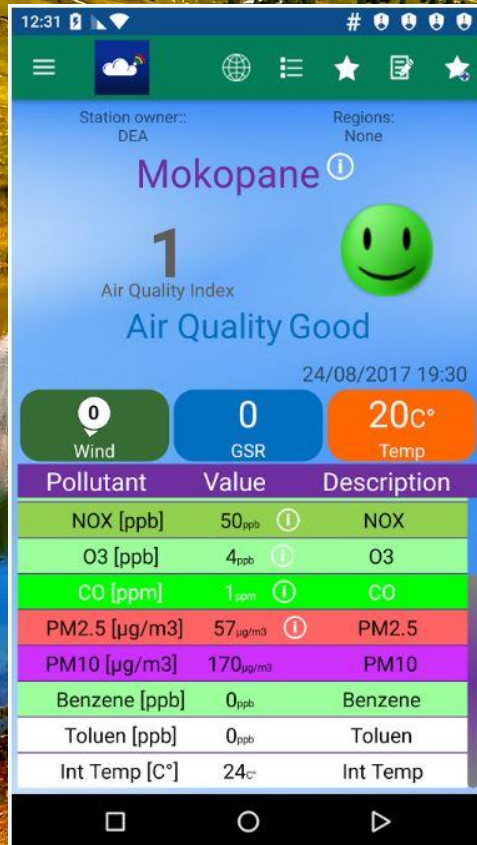 12:31
Station owner:: Regions:
DEA None
Mokopane
1
Air Quality Index
Air Quality Good
24/08/2017 19:30
0 0 20C°
Wind GSR Temp
Pollutant Value Description
NOX [ppb] 50ppb NOX
O3 [ppb] 4ppb O3
CO [ppm] 1ppm CO
PM2.5 [µg/m3] 57µg/m3 PM2.5
PM10 [µg/m3] 170µg/m3 PM10
Benzene [ppb] 0ppb Benzene
Toluen [ppb] 0ppb Toluen
Int Temp [C°] 24C° Int Temp